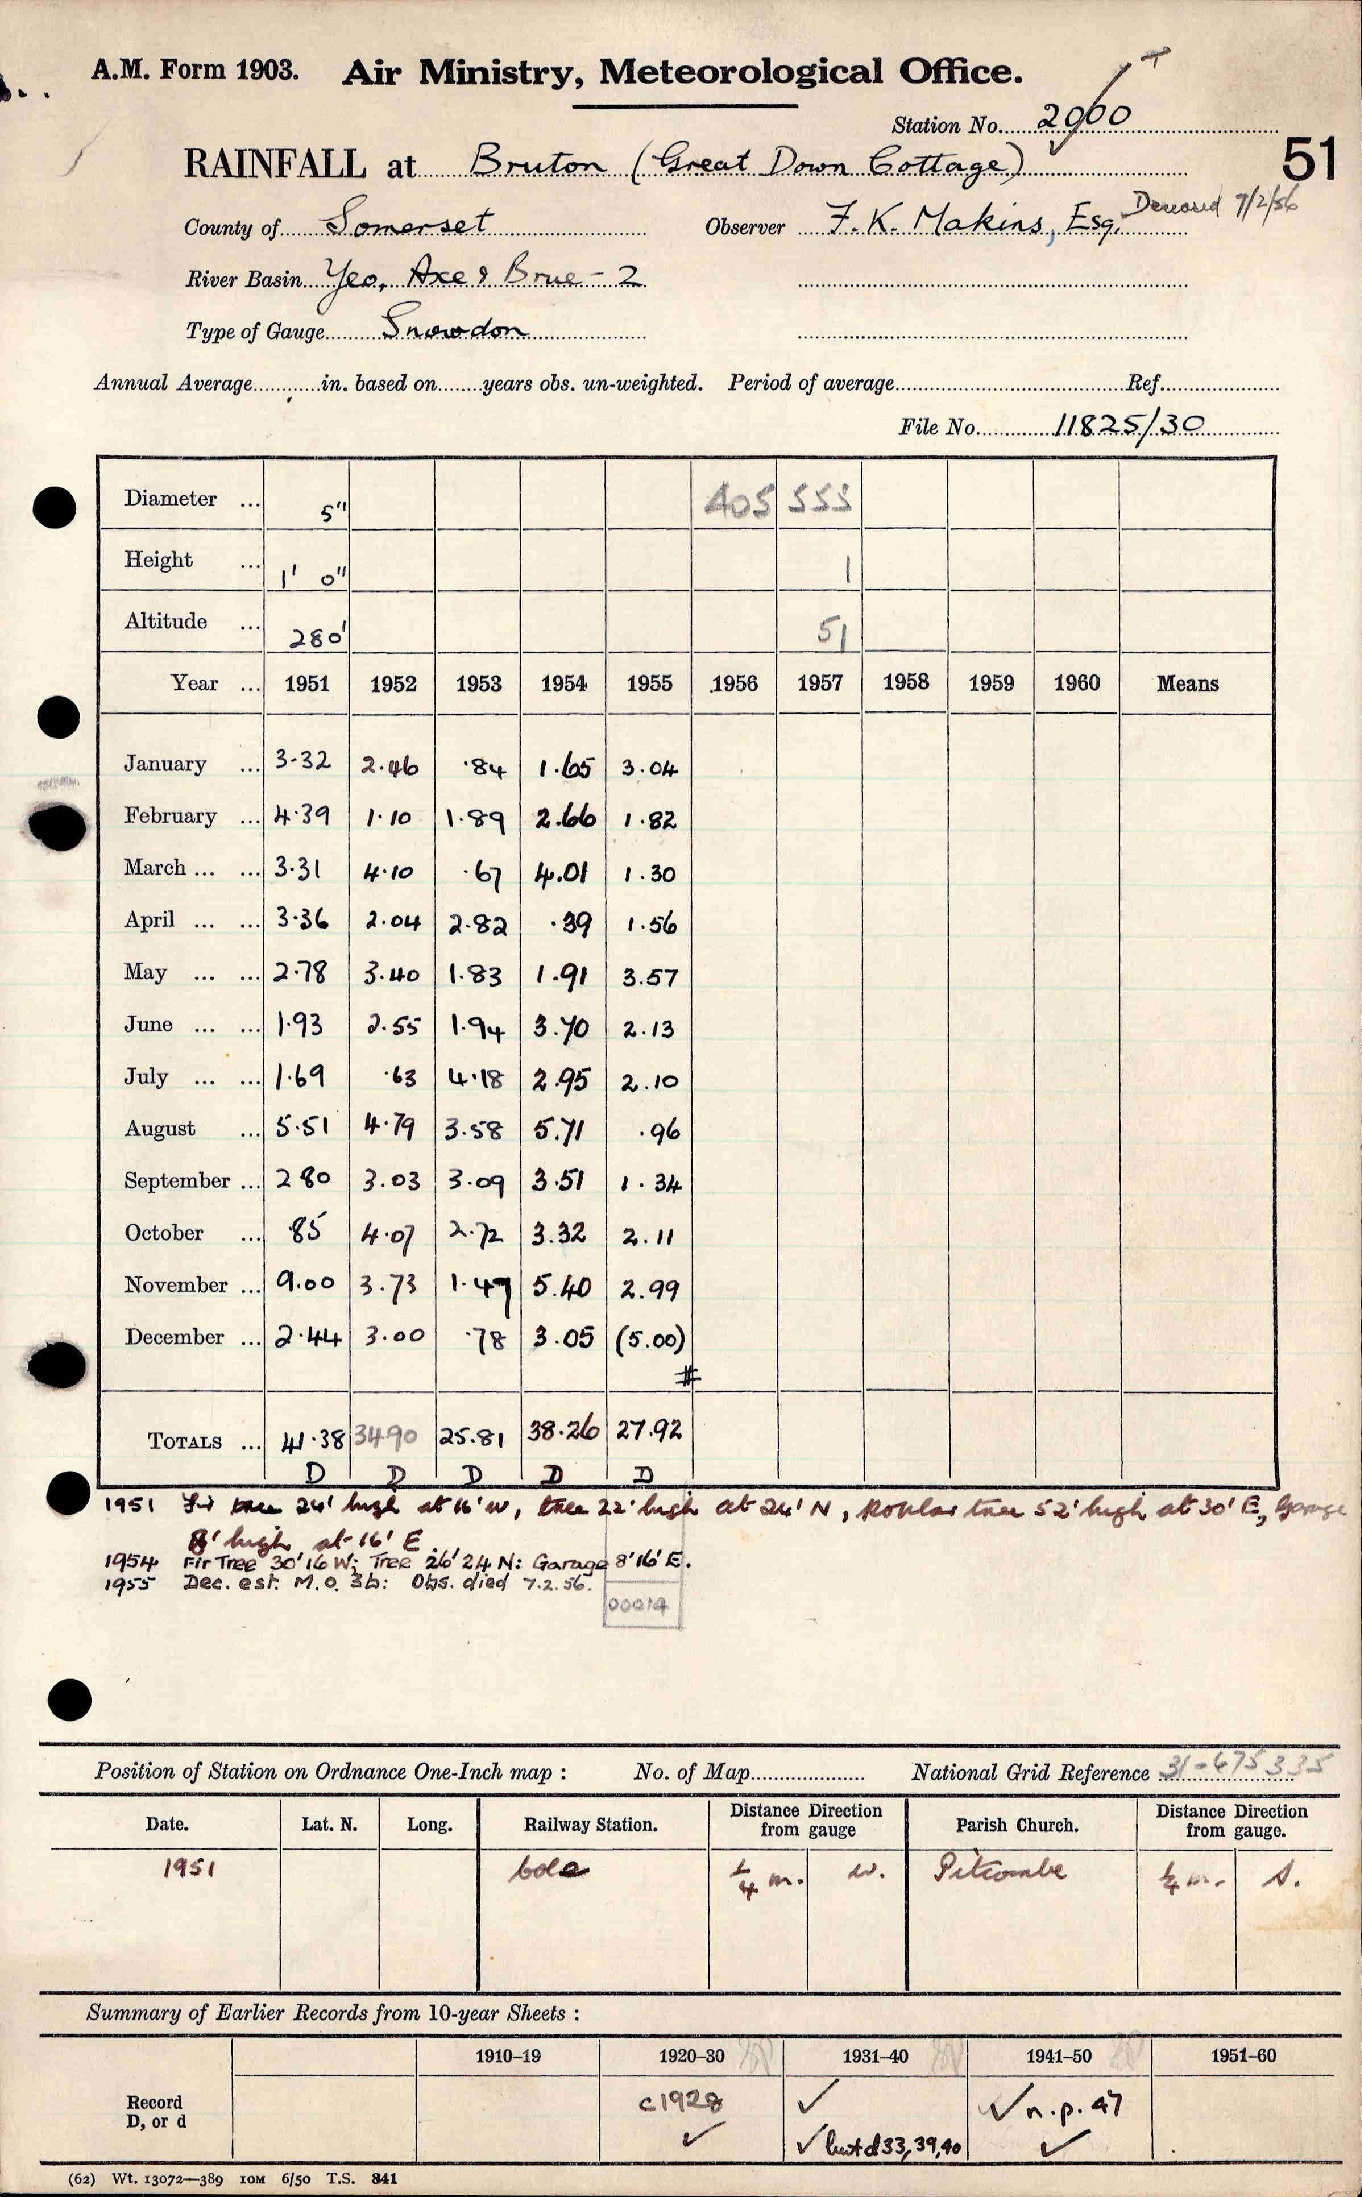 A.M. Form 1903. Air Ministry, Meteorological Office.
Station No. 2000
51
RAINFALL at Bruton (Great Down Cottage)
County of Somerset Observer F. K. Makins, Esq. Deceased 7/2/56
River Basin Yeo, Axe & Brue - 2
Type of Gauge Snowdon
Annual Average in. based on years obs. un-weighted. Period of average Ref.
File No. 11825/30
Diameter ... 5" 405 555
Height ... 1' 0" 1
Altitude ... 280' 51
Year ... 1951 1952 1953 1954 1955 1956 1957 1958 1959 1960 Means
January ... 3.32 2.46 .84 1.65 3.04
February ... 4.39 1.10 1.89 2.66 1.82
March ... ... 3.31 4.10 .67 4.01 1.30
April ... ... 3.36 2.04 2.82 .39 1.56
May ... ... 2.78 3.40 1.83 1.91 3.57
June ... ... 1.93 2.55 1.94 3.70 2.13
July ... ... 1.69 .63 4.18 2.95 2.10
August ... 5.51 4.79 3.58 5.71 .96
September ... 2 80 3.03 3.09 3.51 1.34
October ... .85 4.07 2.72 3.32 2.11
November ... 9.00 3.73 1.47 5.40 2.99
December ... 2.44 3.00 .78 3.05 (5.00)
#
TOTALS ... 41.38 3490 25.81 38.26 27.92
D D D D D
1951 Fir tree 24' high at 16' W, tree 22' high at 24' N, Poplar tree 52' high at 30' E, Garage
8' high at 16' E
1954 Fir Tree 30' 16 W; Tree 26' 24 N: Garage 8' 16' E.
1955 Dec. est. M.O. 3b: Obs. died 7.2.56.
00014
Position of Station on Ordnance One-Inch map : No. of Map National Grid Reference 31-675335
Date. Lat. N. Long. Railway Station. Distance Direction from gauge Parish Church. Distance Direction from gauge.
1951 Cole 1/4 m. W. Pitcombe 1/4 m. S.
Summary of Earlier Records from 10-year Sheets :
1910-19 1920-30 1931-40 1941-50 1951-60
Record
D, or d
c1928 ✓ ✓ n.p. 47
✓ ✓ but d 33, 39, 40 ✓
(62) Wt. 13072—389 10M 6/50 T.S. 841